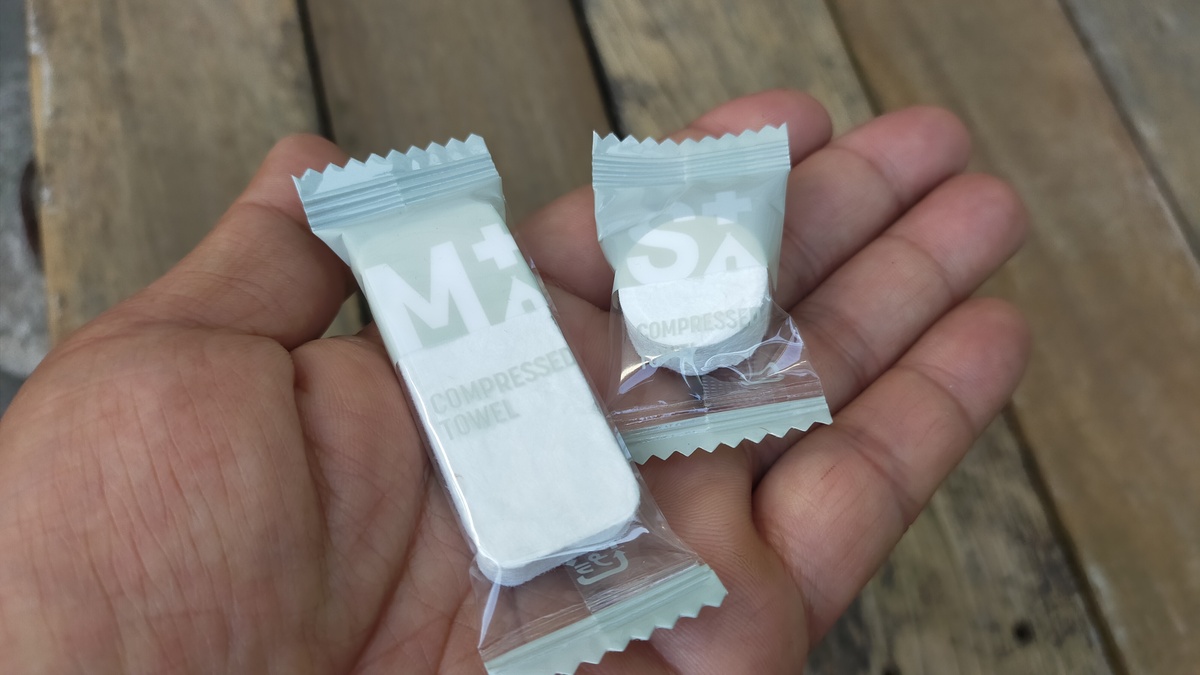 M+
A
COMPRESSED
TOWEL
S+
A
COMPRESSED